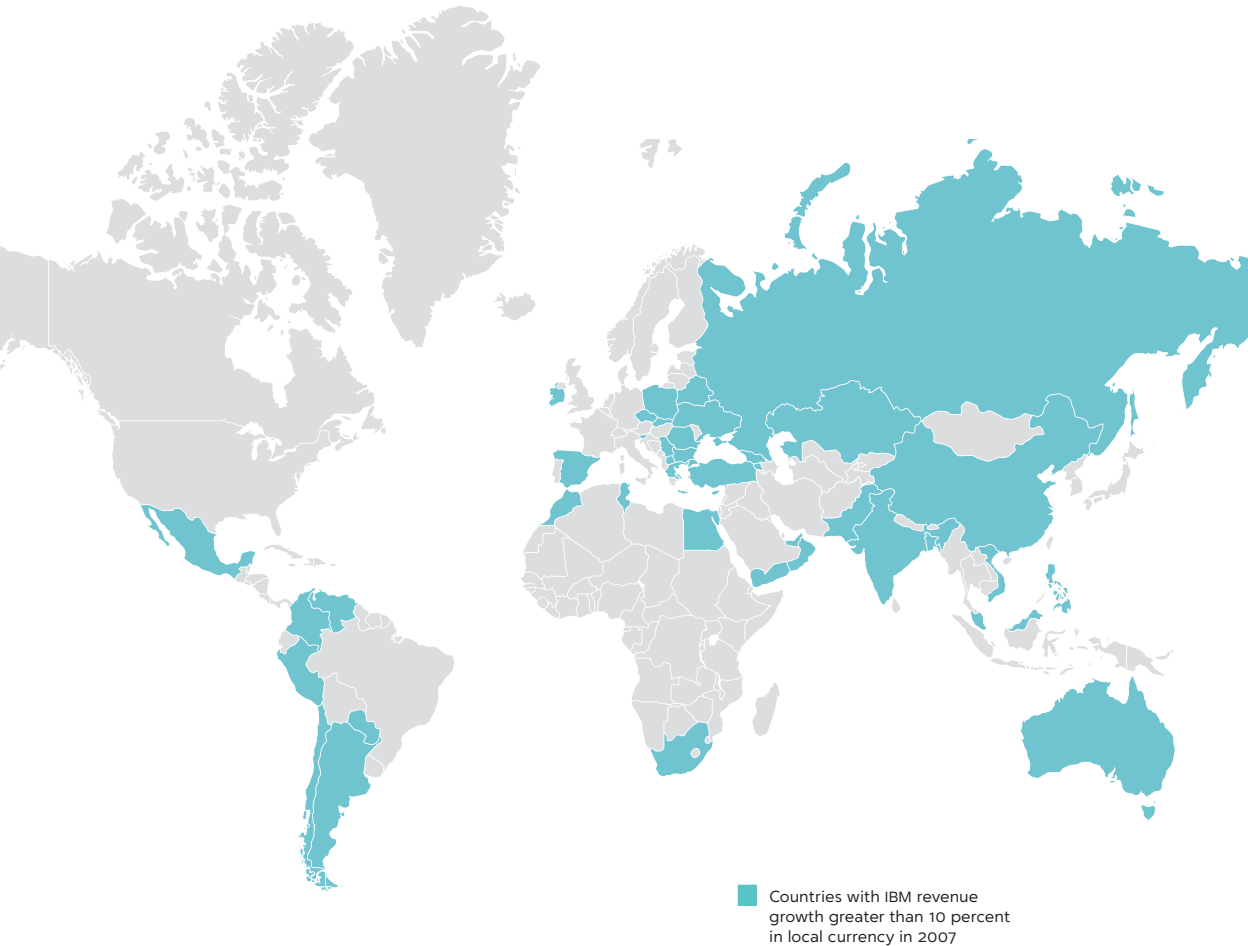 Countries with IBM revenue
growth greater than 10 percent
in local currency in 2007